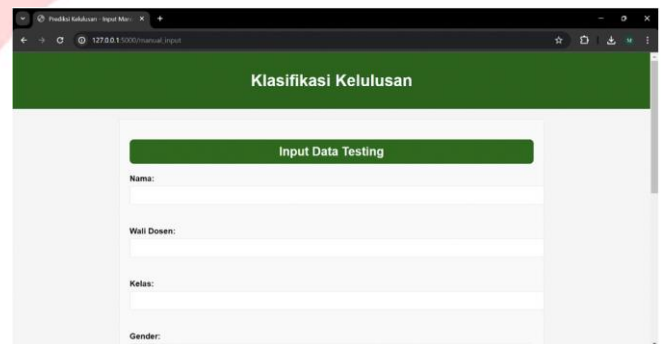 Prediksi Kelulusan - Input Man
127.0.0.1:5000/manual_input
M
Klasifikasi Kelulusan
Input Data Testing
Nama:
Wali Dosen:
Kelas:
Gender: